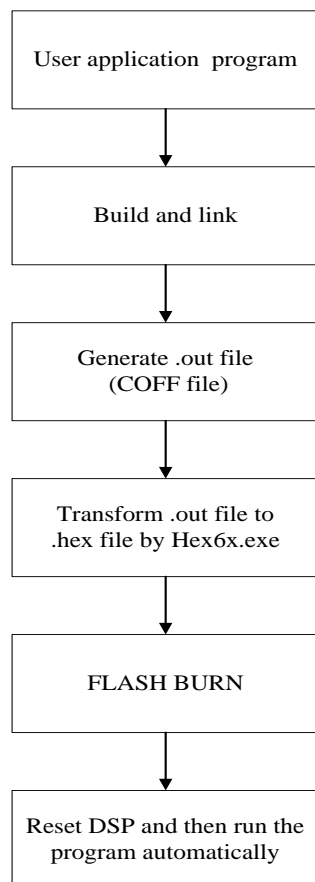 User application program
Build and link
Generate .out file
(COFF file)
Transform .out file to
.hex file by Hex6x.exe
FLASH BURN
Reset DSP and then run the
program automatically